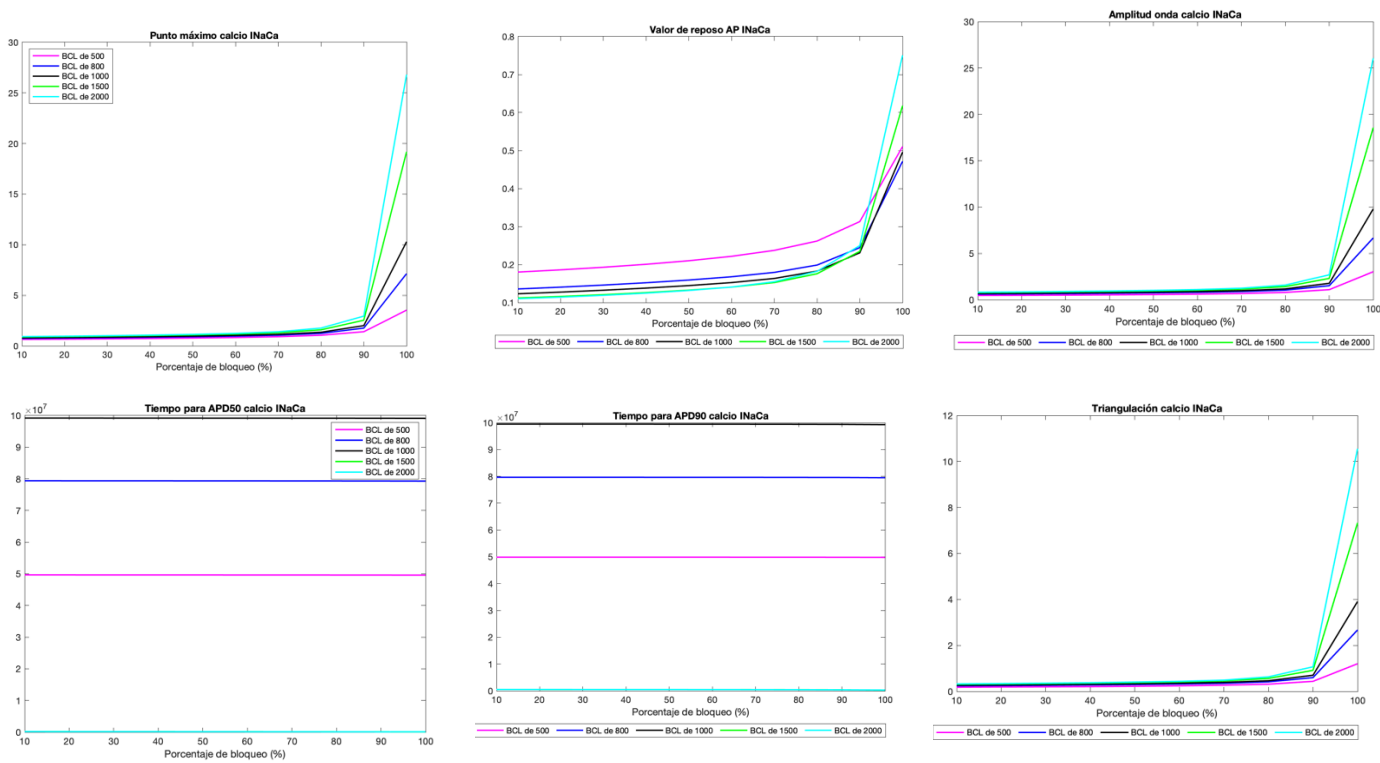 Punto máximo calcio INaCa
30
25
20
15
10
5
0
10 20 30 40 50 60 70 80 90 100
Porcentaje de bloqueo (%)
BCL de 500
BCL de 800
BCL de 1000
BCL de 1500
BCL de 2000
Valor de reposo AP INaCa
0.8
0.7
0.6
0.5
0.4
0.3
0.2
0.1
10 20 30 40 50 60 70 80 90 100
Porcentaje de bloqueo (%)
BCL de 500 BCL de 800 BCL de 1000 BCL de 1500 BCL de 2000
Amplitud onda calcio INaCa
30
25
20
15
10
5
0
10 20 30 40 50 60 70 80 90 100
Porcentaje de bloqueo (%)
BCL de 500 BCL de 800 BCL de 1000 BCL de 1500 BCL de 2000
Tiempo para APD50 calcio INaCa
×10⁷
10
9
8
7
6
5
4
3
2
1
0
10 20 30 40 50 60 70 80 90 100
Porcentaje de bloqueo (%)
BCL de 500
BCL de 800
BCL de 1000
BCL de 1500
BCL de 2000
Tiempo para APD90 calcio INaCa
×10⁷
10
9
8
7
6
5
4
3
2
1
0
10 20 30 40 50 60 70 80 90 100
Porcentaje de bloqueo (%)
BCL de 500 BCL de 800 BCL de 1000 BCL de 1500 BCL de 2000
Triangulación calcio INaCa
12
10
8
6
4
2
0
10 20 30 40 50 60 70 80 90 100
Porcentaje de bloqueo (%)
BCL de 500 BCL de 800 BCL de 1000 BCL de 1500 BCL de 2000